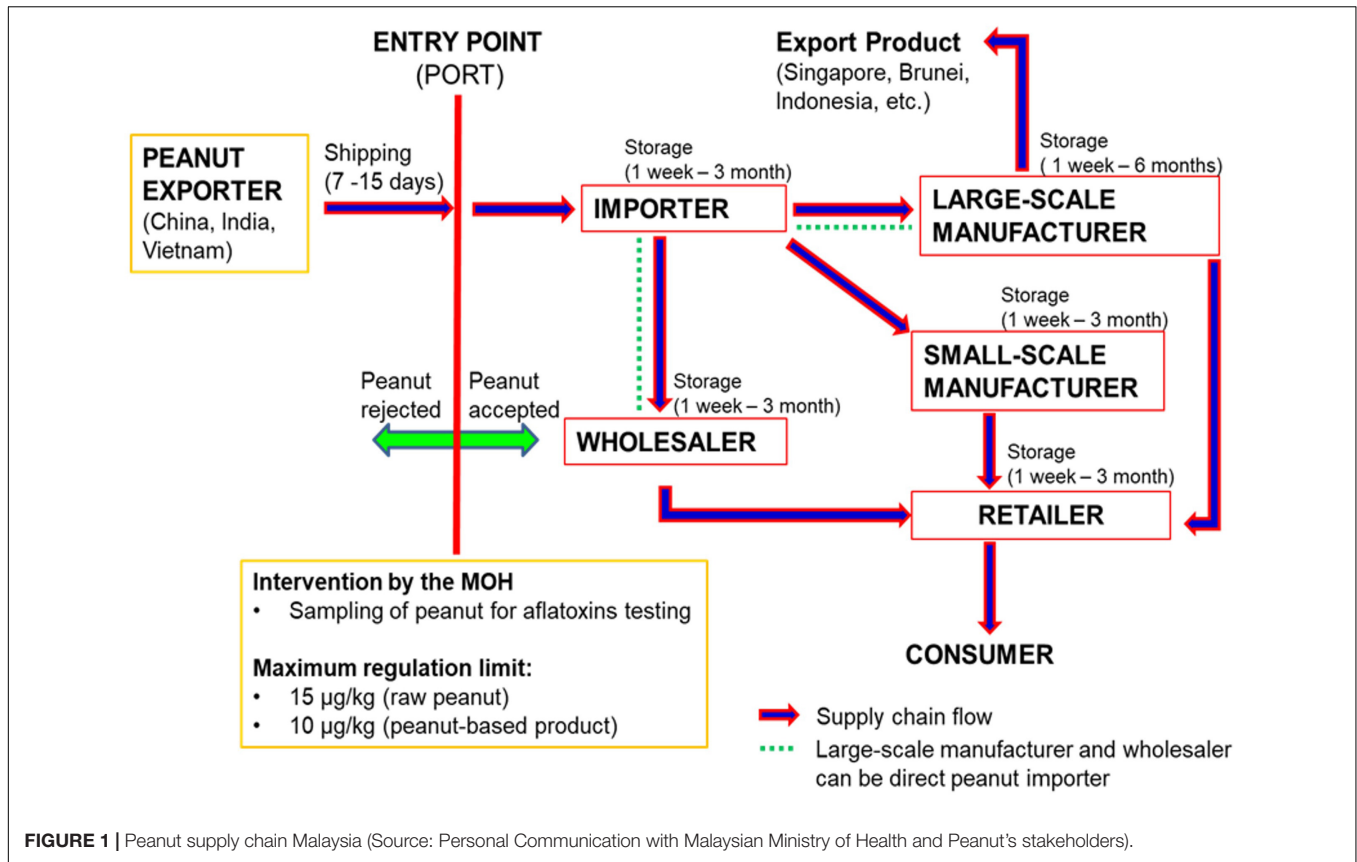 ENTRY POINT
(PORT)
Export Product
(Singapore, Brunei,
Indonesia, etc.)
PEANUT
EXPORTER
(China, India,
Vietnam)
Shipping
(7 -15 days)
Storage
(1 week – 3 month)
IMPORTER
Storage
( 1 week – 6 months)
LARGE-SCALE
MANUFACTURER
Storage
(1 week – 3 month)
SMALL-SCALE
MANUFACTURER
Peanut
rejected
Peanut
accepted
Storage
(1 week – 3 month)
WHOLESALER
Storage
(1 week – 3 month)
RETAILER
CONSUMER
Intervention by the MOH
• Sampling of peanut for aflatoxins testing
Maximum regulation limit:
• 15 µg/kg (raw peanut)
• 10 µg/kg (peanut-based product)
Supply chain flow
Large-scale manufacturer and wholesaler
can be direct peanut importer
FIGURE 1 | Peanut supply chain Malaysia (Source: Personal Communication with Malaysian Ministry of Health and Peanut's stakeholders).